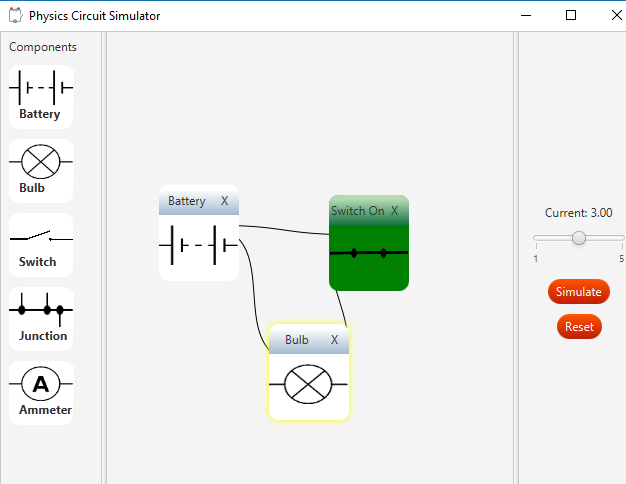 Physics Circuit Simulator
Components
Battery
Bulb
Switch
Junction
A
Ammeter
Battery X
Switch On X
Bulb X
Current: 3.00
1 5
Simulate
Reset